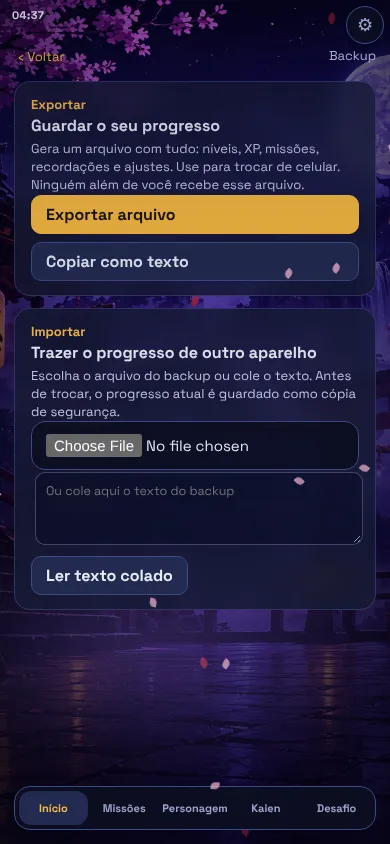 04:37
‹ Voltar
Backup
Exportar
Guardar o seu progresso
Gera um arquivo com tudo: níveis, XP, missões,
recordações e ajustes. Use para trocar de celular.
Ninguém além de você recebe esse arquivo.
Exportar arquivo
Copiar como texto
Importar
Trazer o progresso de outro aparelho
Escolha o arquivo do backup ou cole o texto. Antes
de trocar, o progresso atual é guardado como cópia
de segurança.
Choose File No file chosen
Ou cole aqui o texto do backup
Ler texto colado
Início Missões Personagem Kaien Desafio